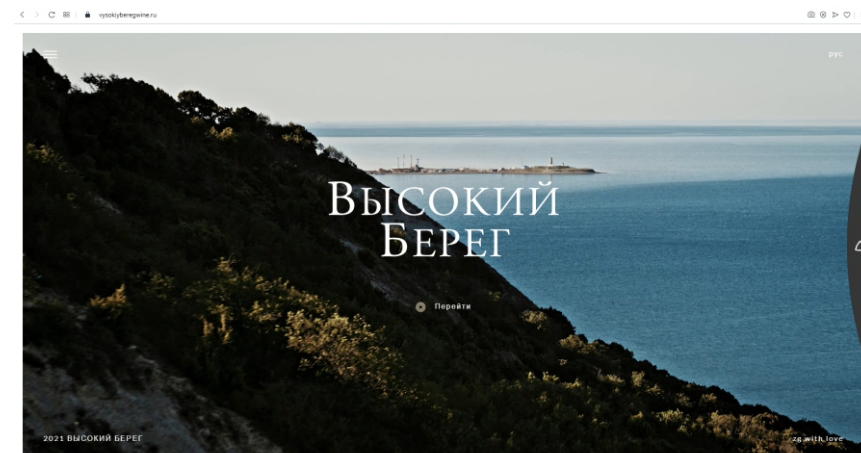 vysokiyberegwine.ru
рус
ВЫСОКИЙ
БЕРЕГ
Перейти
2021 ВЫСОКИЙ БЕРЕГ
zg.with.love